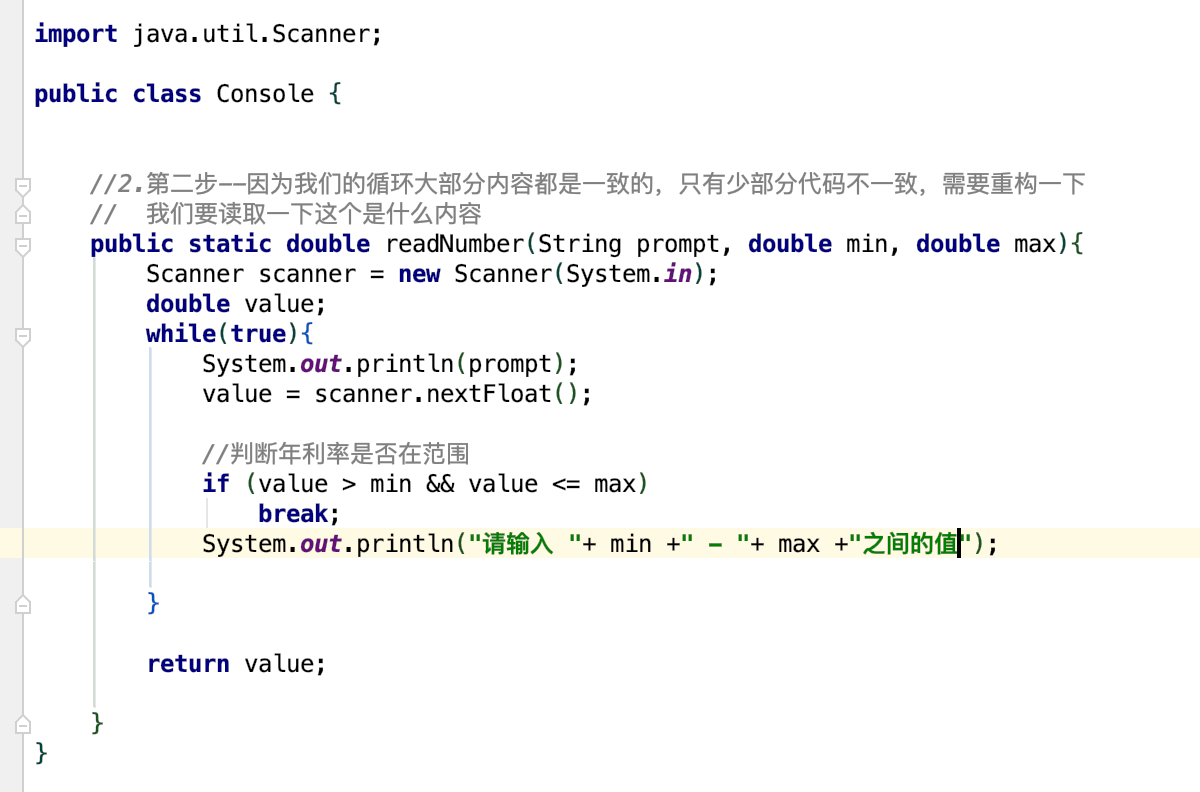 import java.util.Scanner;
public class Console {
//2.第二步--因为我们的循环大部分内容都是一致的，只有少部分代码不一致，需要重构一下
//  我们要读取一下这个是什么内容
public static double readNumber(String prompt, double min, double max){
Scanner scanner = new Scanner(System.in);
double value;
while(true){
System.out.println(prompt);
value = scanner.nextFloat();
//判断年利率是否在范围
if (value > min && value <= max)
break;
System.out.println("请输入 "+ min +" - "+ max +"之间的值");
}
return value;
}
}